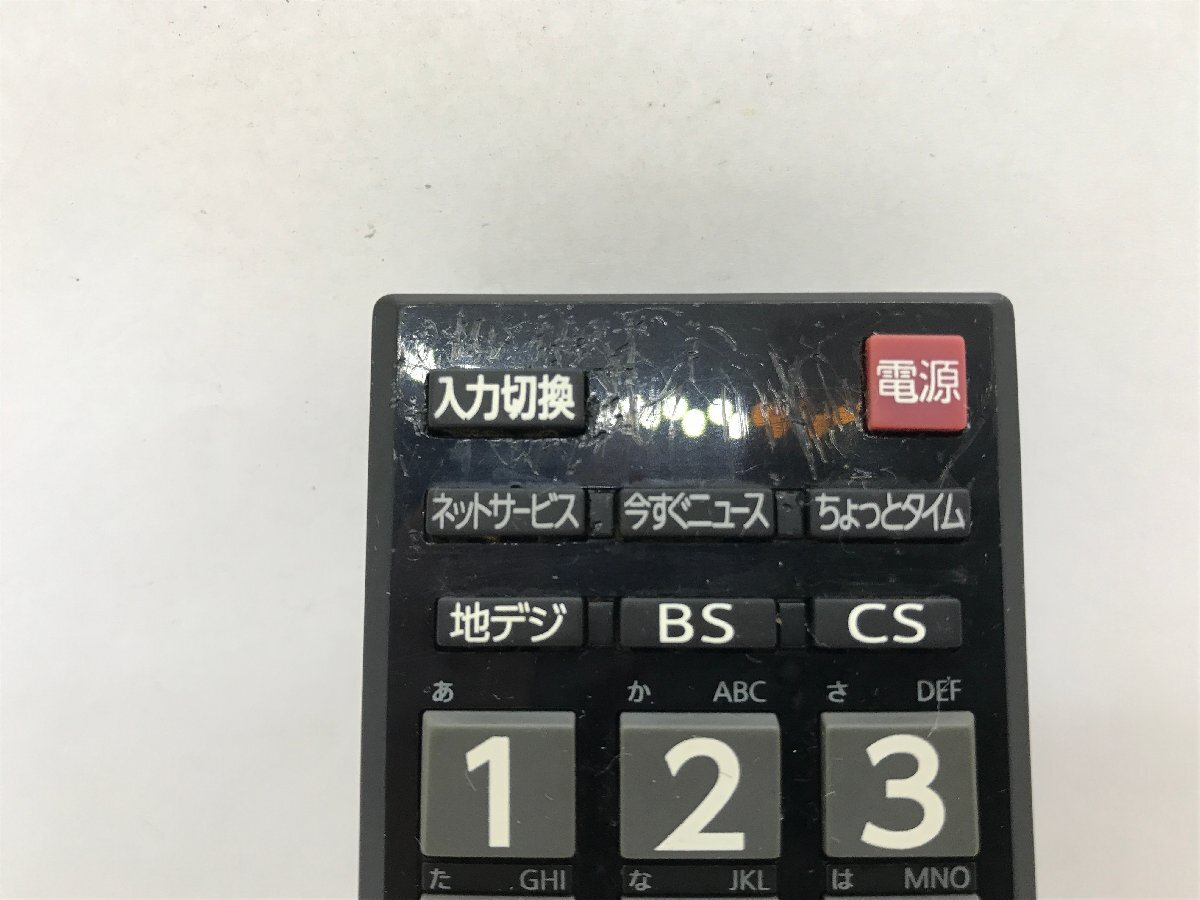 入力切換 電源
ネットサービス 今すぐニュース ちょっとタイム
地デジ BS CS
あ か ABC さ DEF
1 2 3
た GHI な JKL は MNO